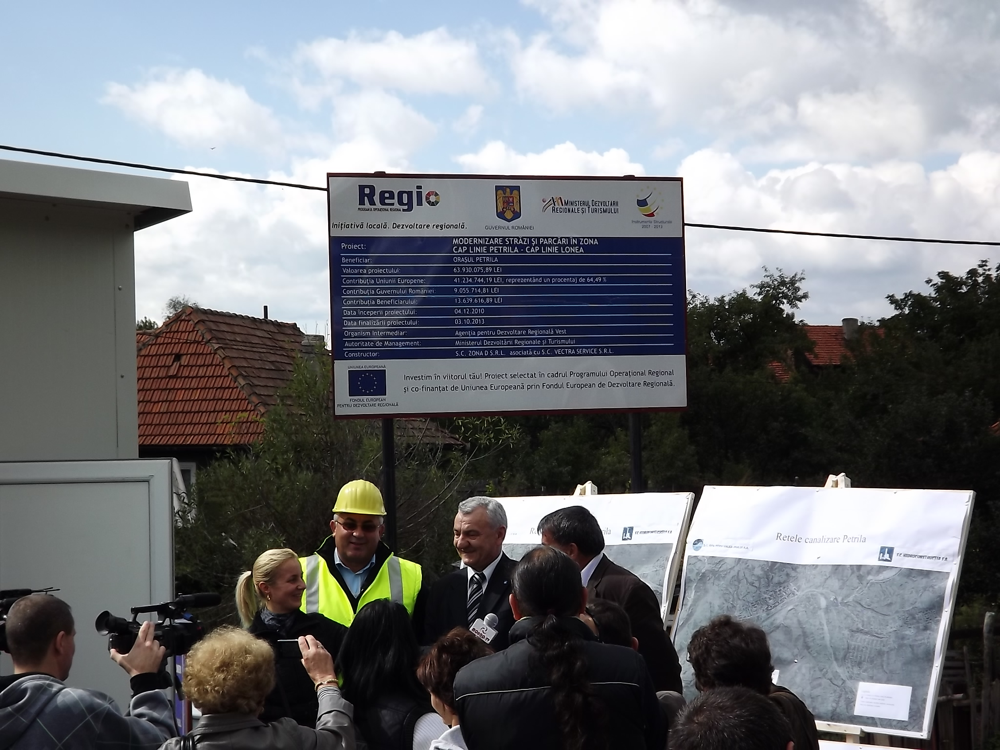 Regio
PROGRAMUL OPERAȚIONAL REGIONAL
Inițiativă locală. Dezvoltare regională.
GUVERNUL ROMÂNIEI
MINISTERUL DEZVOLTĂRII
REGIONALE ȘI TURISMULUI
Instrumente Structurale
2007 - 2013
Proiect: MODERNIZARE STRĂZI ȘI PARCĂRI ÎN ZONA
CAP LINIE PETRILA - CAP LINIE LONEA
Beneficiar: ORAȘUL PETRILA
Valoarea proiectului: 63.930.075,89 LEI
Contribuția Uniunii Europene: 41.234.744,19 LEI, reprezentând un procentaj de 64,49 %
Contribuția Guvernului României: 9.055.714,81 LEI
Contribuția Beneficiarului: 13.639.616,89 LEI
Data începerii proiectului: 04.12.2010
Data finalizării proiectului: 03.10.2013
Organism Intermediar: Agenția pentru Dezvoltare Regională Vest
Autoritate de Management: Ministerul Dezvoltării Regionale și Turismului
Constructor: S.C. ZONA D S.R.L. asociată cu S.C. VECTRA SERVICE S.R.L.
UNIUNEA EUROPEANĂ
FONDUL EUROPEAN
PENTRU DEZVOLTARE REGIONALĂ
Investim în viitorul tău! Proiect selectat în cadrul Programului Operațional Regional
și co-finanțat de Uniunea Europeană prin Fondul European de Dezvoltare Regională.
S.C. HIDROCONSTRUCTIA S.A.
Retele canalizare Petrila
S.C. HIDROCONSTRUCTIA S.A.
MONDO TV